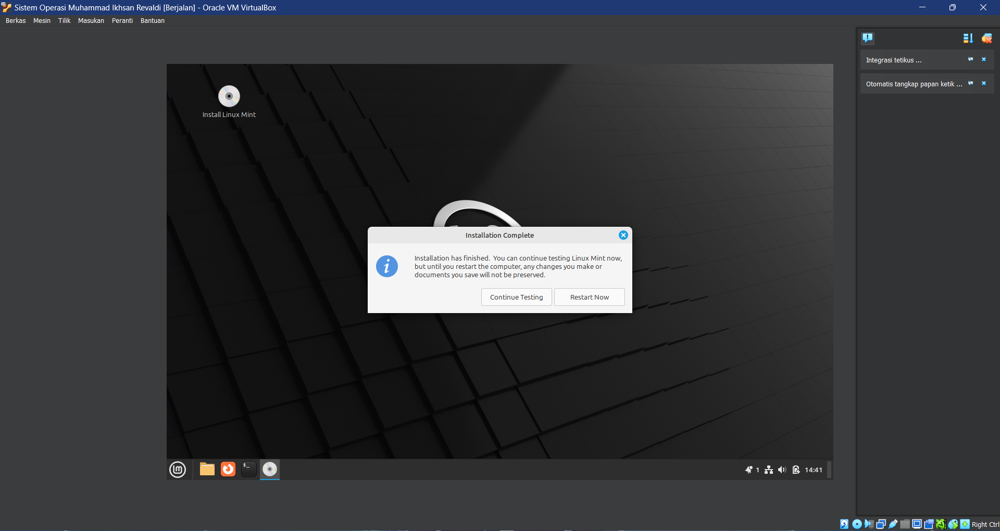 Sistem Operasi Muhammad Ikhsan Revaldi [Berjalan] - Oracle VM VirtualBox
Berkas Mesin Tilik Masukan Peranti Bantuan
Integrasi tetikus ...
Otomatis tangkap papan ketik ...
Install Linux Mint
Installation Complete
Installation has finished. You can continue testing Linux Mint now,
but until you restart the computer, any changes you make or
documents you save will not be preserved.
Continue Testing Restart Now
1 14:41
Right Ctrl